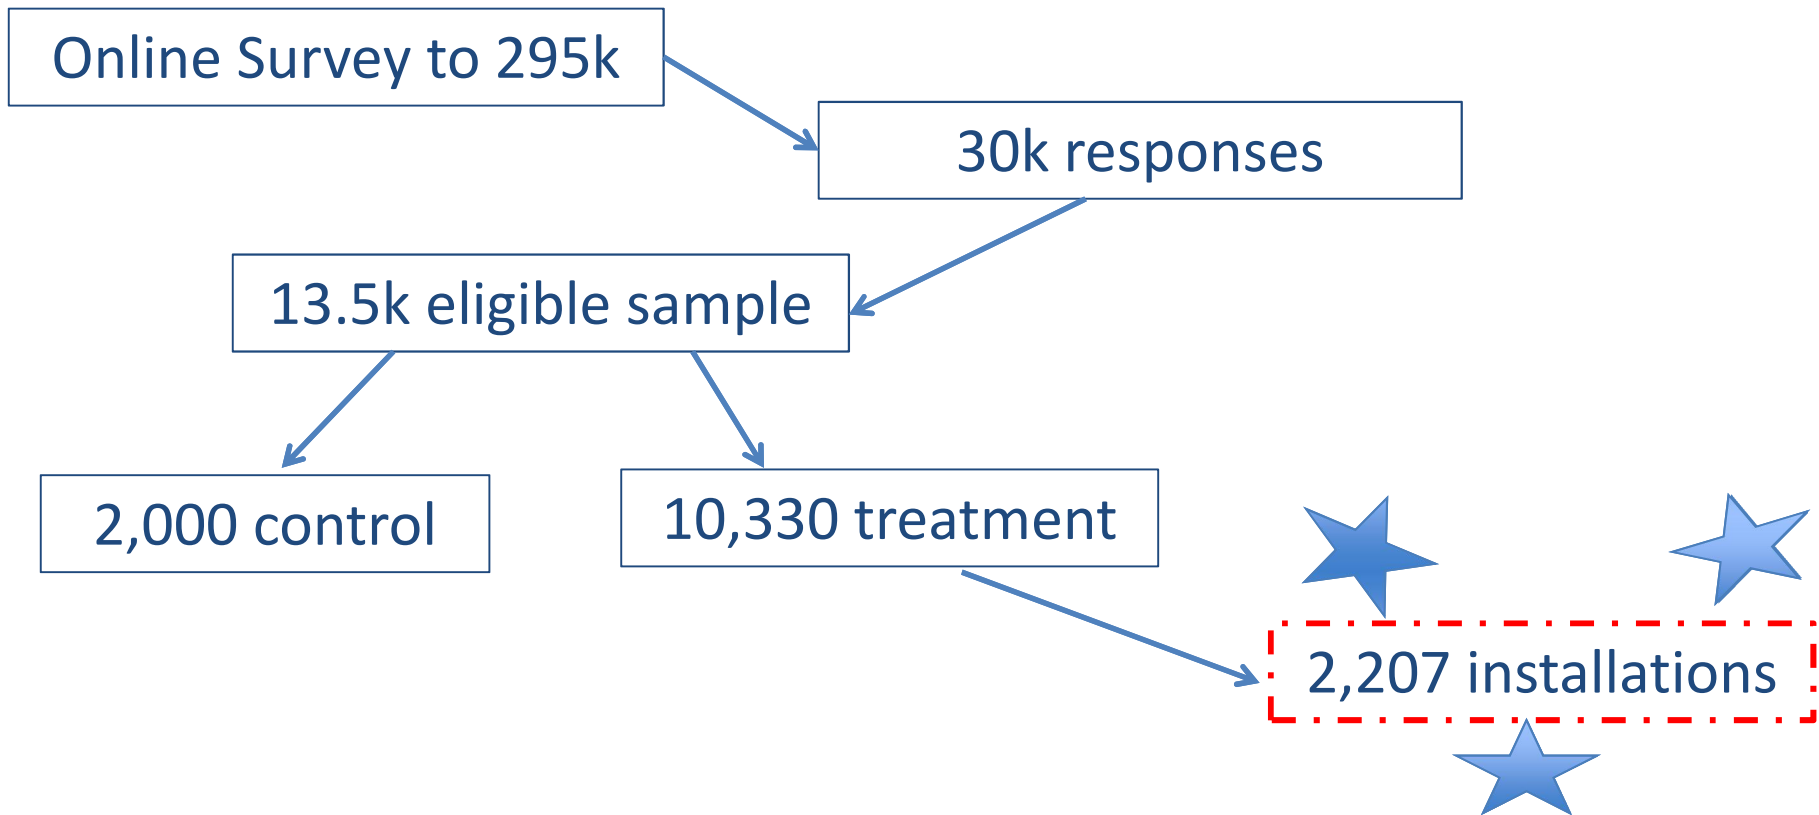 Online Survey to 295k
30k responses
13.5k eligible sample
2,000 control
10,330 treatment
2,207 installations